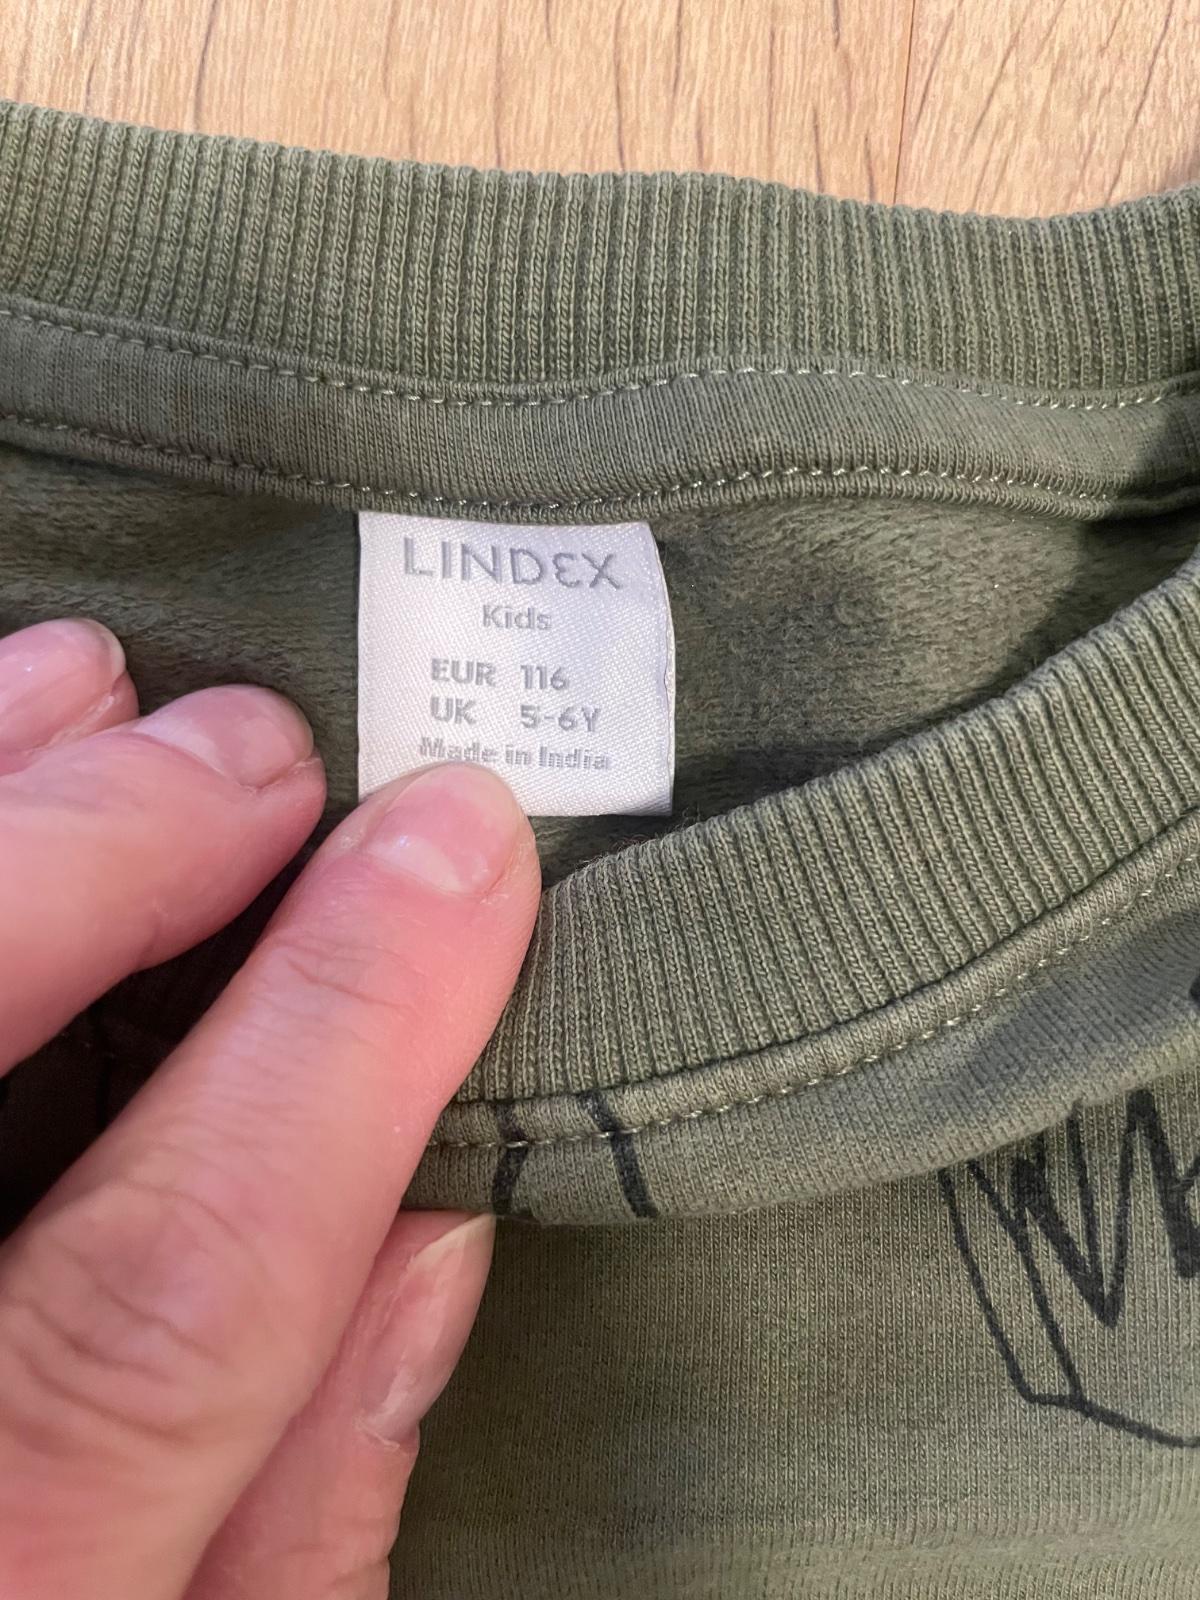 LINDEX
Kids
EUR 116
UK 5-6Y
Made in India